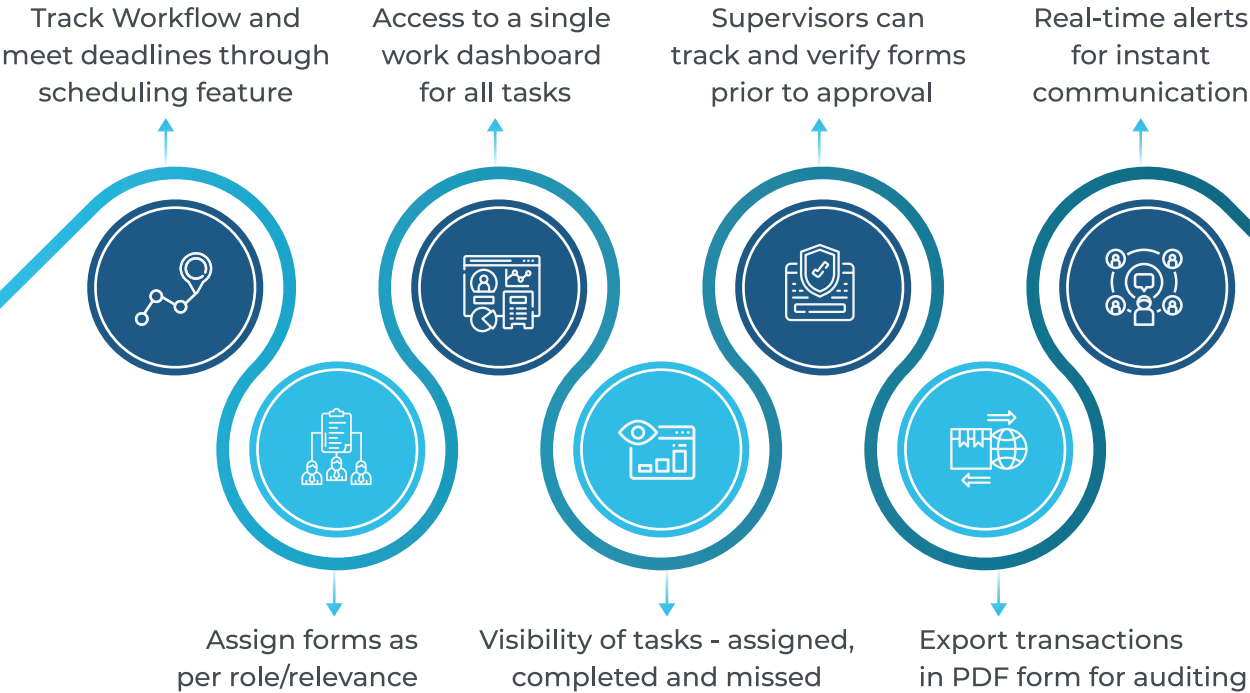 Track Workflow and
meet deadlines through
scheduling feature
Access to a single
work dashboard
for all tasks
Supervisors can
track and verify forms
prior to approval
Real-time alerts
for instant
communication
Assign forms as
per role/relevance
Visibility of tasks - assigned,
completed and missed
Export transactions
in PDF form for auditing